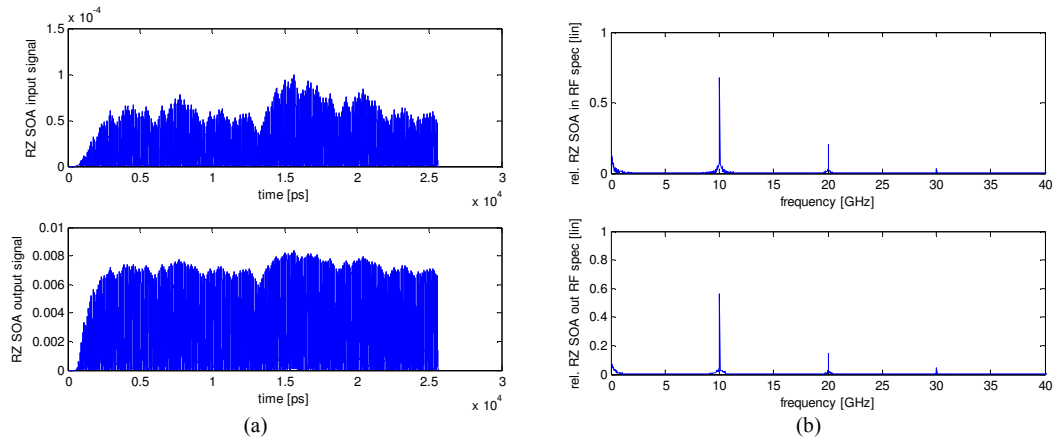 x 10⁻⁴
1.5
1
0.5
0
RZ SOA input signal
0 0.5 1 1.5 2 2.5 3
time [ps]
x 10⁴
0.01
0.008
0.006
0.004
0.002
0
RZ SOA output signal
0 0.5 1 1.5 2 2.5 3
time [ps]
x 10⁴
(a)
1
0.5
0
rel. RZ SOA in RF spec [lin]
0 5 10 15 20 25 30 35 40
frequency [GHz]
1
0.8
0.6
0.4
0.2
0
rel. RZ SOA out RF spec [lin]
0 5 10 15 20 25 30 35 40
frequency [GHz]
(b)